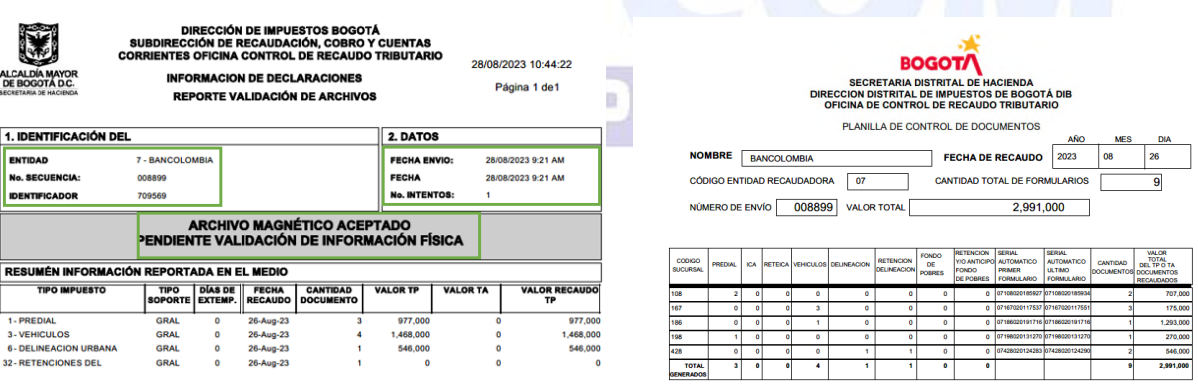 ALCALDÍA MAYOR
DE BOGOTÁ D.C.
SECRETARIA DE HACIENDA
DIRECCIÓN DE IMPUESTOS BOGOTÁ
SUBDIRECCIÓN DE RECAUDACIÓN, COBRO Y CUENTAS
CORRIENTES OFICINA CONTROL DE RECAUDO TRIBUTARIO
INFORMACION DE DECLARACIONES
REPORTE VALIDACIÓN DE ARCHIVOS
28/08/2023 10:44:22
Página 1 de1
1. IDENTIFICACIÓN DEL
ENTIDAD 7 - BANCOLOMBIA
No. SECUENCIA: 008899
IDENTIFICADOR 709569
2. DATOS
FECHA ENVIO: 28/08/2023 9:21 AM
FECHA 28/08/2023 9:21 AM
No. INTENTOS: 1
ARCHIVO MAGNÉTICO ACEPTADO
PENDIENTE VALIDACIÓN DE INFORMACIÓN FÍSICA
RESUMÉN INFORMACIÓN REPORTADA EN EL MEDIO
TIPO IMPUESTO TIPO SOPORTE DÍAS DE EXTEMP. FECHA RECAUDO CANTIDAD DOCUMENTO VALOR TP VALOR TA VALOR RECAUDO TP
1 - PREDIAL GRAL 0 26-Aug-23 3 977,000 0 977,000
3 - VEHICULOS GRAL 0 26-Aug-23 4 1,468,000 0 1,468,000
6 - DELINEACION URBANA GRAL 0 26-Aug-23 1 546,000 0 546,000
32 - RETENCIONES DEL GRAL 0 26-Aug-23 1 0 0 0
BOGOTÁ
SECRETARIA DISTRITAL DE HACIENDA
DIRECCION DISTRITAL DE IMPUESTOS DE BOGOTÁ DIB
OFICINA DE CONTROL DE RECAUDO TRIBUTARIO
PLANILLA DE CONTROL DE DOCUMENTOS
AÑO MES DIA
NOMBRE BANCOLOMBIA FECHA DE RECAUDO 2023 08 26
CÓDIGO ENTIDAD RECAUDADORA 07 CANTIDAD TOTAL DE FORMULARIOS 9
NÚMERO DE ENVÍO 008899 VALOR TOTAL 2,991,000
CODIGO SUCURSAL PREDIAL ICA RETEICA VEHICULOS DELINEACION RETENCION DELINEACION FONDO DE POBRES RETENCION Y/O ANTICIPO FONDO DE POBRES SERIAL AUTOMATICO PRIMER FORMULARIO SERIAL AUTOMATICO ULTIMO FORMULARIO CANTIDAD DOCUMENTOS VALOR TOTAL DEL TP O TA DOCUMENTOS RECAUDADOS
108 2 0 0 0 0 0 0 0 07108020185927 07108020185934 2 707,000
167 0 0 0 3 0 0 0 0 07167020117537 07167020117551 3 175,000
186 0 0 0 1 0 0 0 0 07186020191716 07186020191716 1 1,293,000
198 1 0 0 0 0 0 0 0 07198020131270 07198020131270 1 270,000
428 0 0 0 0 1 1 0 0 07428020124283 07428020124290 2 546,000
TOTAL GENERADOS 3 0 0 4 1 1 0 0 9 2,991,000